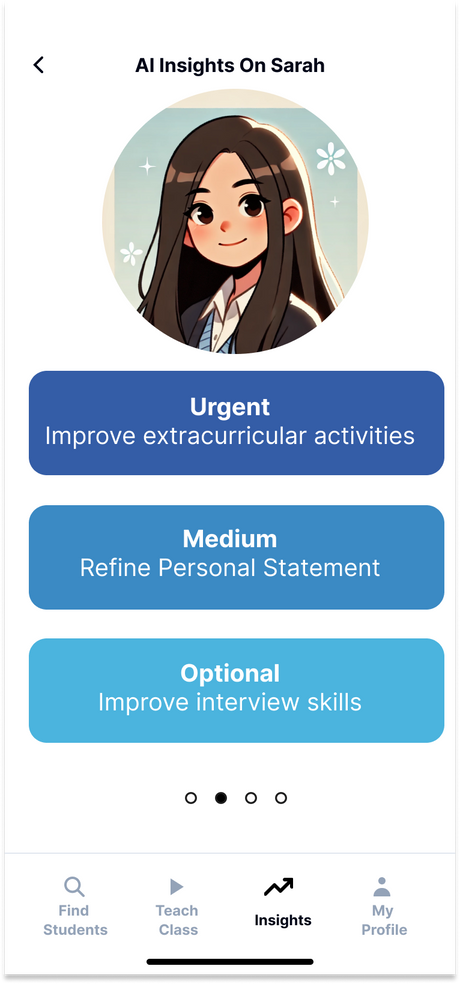 AI Insights On Sarah
Urgent
Improve extracurricular activities
Medium
Refine Personal Statement
Optional
Improve interview skills
Find
Students
Teach
Class
Insights
My
Profile